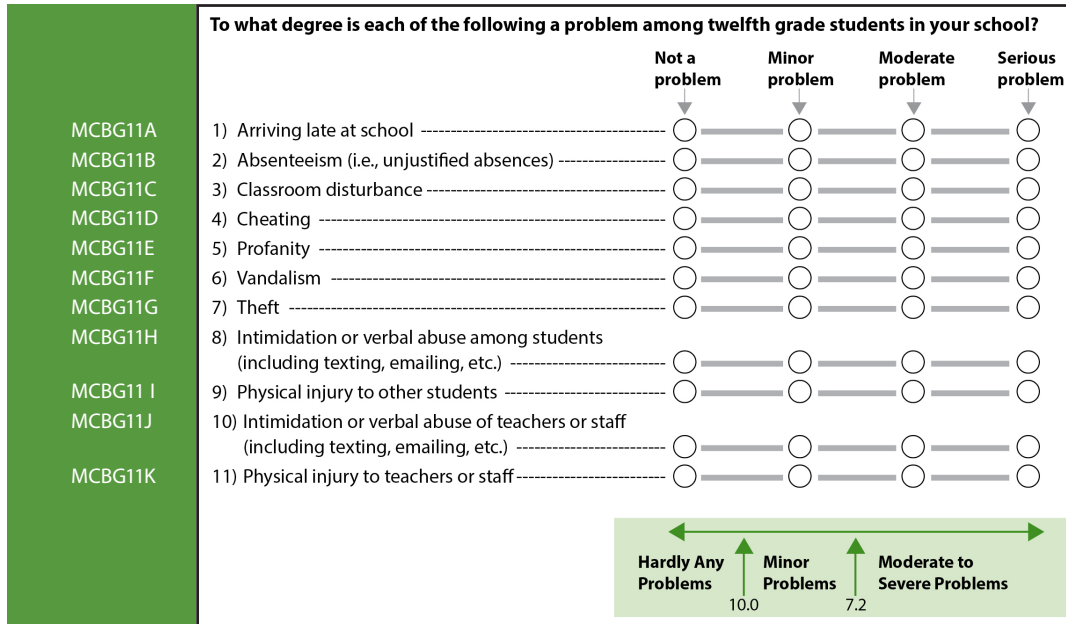 To what degree is each of the following a problem among twelfth grade students in your school?
Not a problem
Minor problem
Moderate problem
Serious problem
MCBG11A 1) Arriving late at school
MCBG11B 2) Absenteeism (i.e., unjustified absences)
MCBG11C 3) Classroom disturbance
MCBG11D 4) Cheating
MCBG11E 5) Profanity
MCBG11F 6) Vandalism
MCBG11G 7) Theft
MCBG11H 8) Intimidation or verbal abuse among students
(including texting, emailing, etc.)
MCBG11 I 9) Physical injury to other students
MCBG11J 10) Intimidation or verbal abuse of teachers or staff
(including texting, emailing, etc.)
MCBG11K 11) Physical injury to teachers or staff
Hardly Any Problems
Minor Problems
Moderate to Severe Problems
10.0
7.2